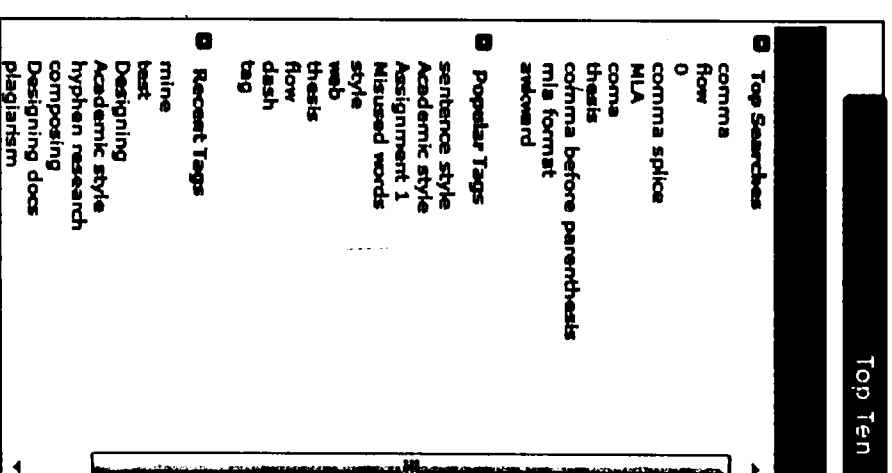 Top Ten
Top Searches
comma
flow
0
comma splice
MLA
coma
thesis
comma before parenthesis
mla format
awkward
Popular Tags
sentence style
Academic style
Assignment 1
Misused words
style
web
thesis
flow
dash
tag
Recent Tags
mine
test
Designing
Academic style
hyphen research
composing
Designing docs
plagiarism